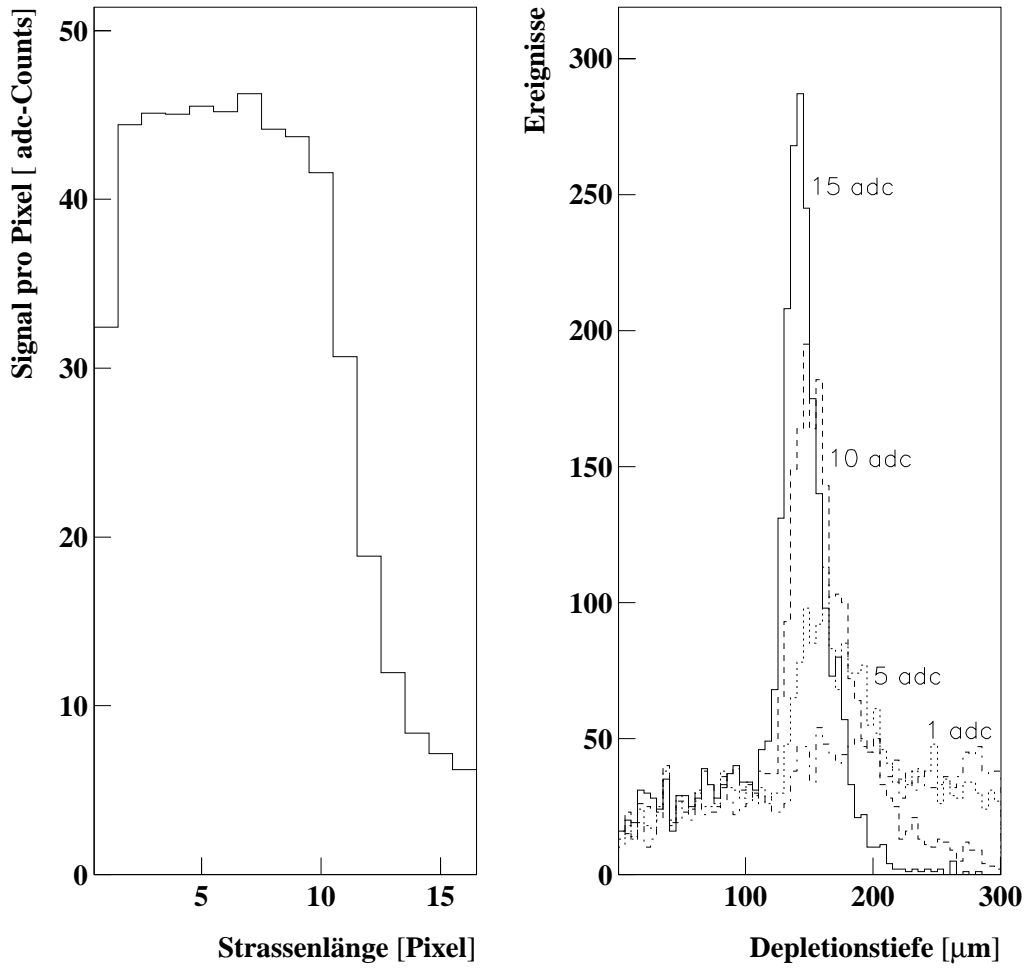 Signal pro Pixel [ adc-Counts]
50
40
30
20
10
0
5
10
15
Strassenlänge [Pixel]
Ereignisse
300
250
200
150
100
50
0
15 adc
10 adc
5 adc
1 adc
100
200
300
Depletionstiefe [μm]